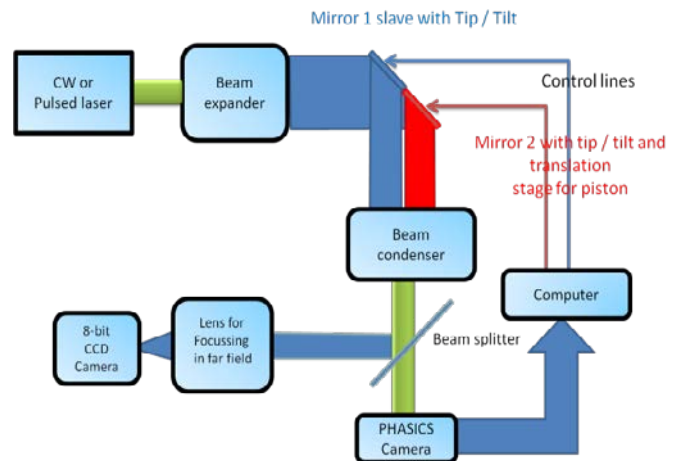 Mirror 1 slave with Tip / Tilt
CW or
Pulsed laser
Beam
expander
Control lines
Mirror 2 with tip / tilt and
translation
stage for piston
Beam
condenser
Computer
8-bit
CCD
Camera
Lens for
Focussing
in far field
Beam splitter
PHASICS
Camera